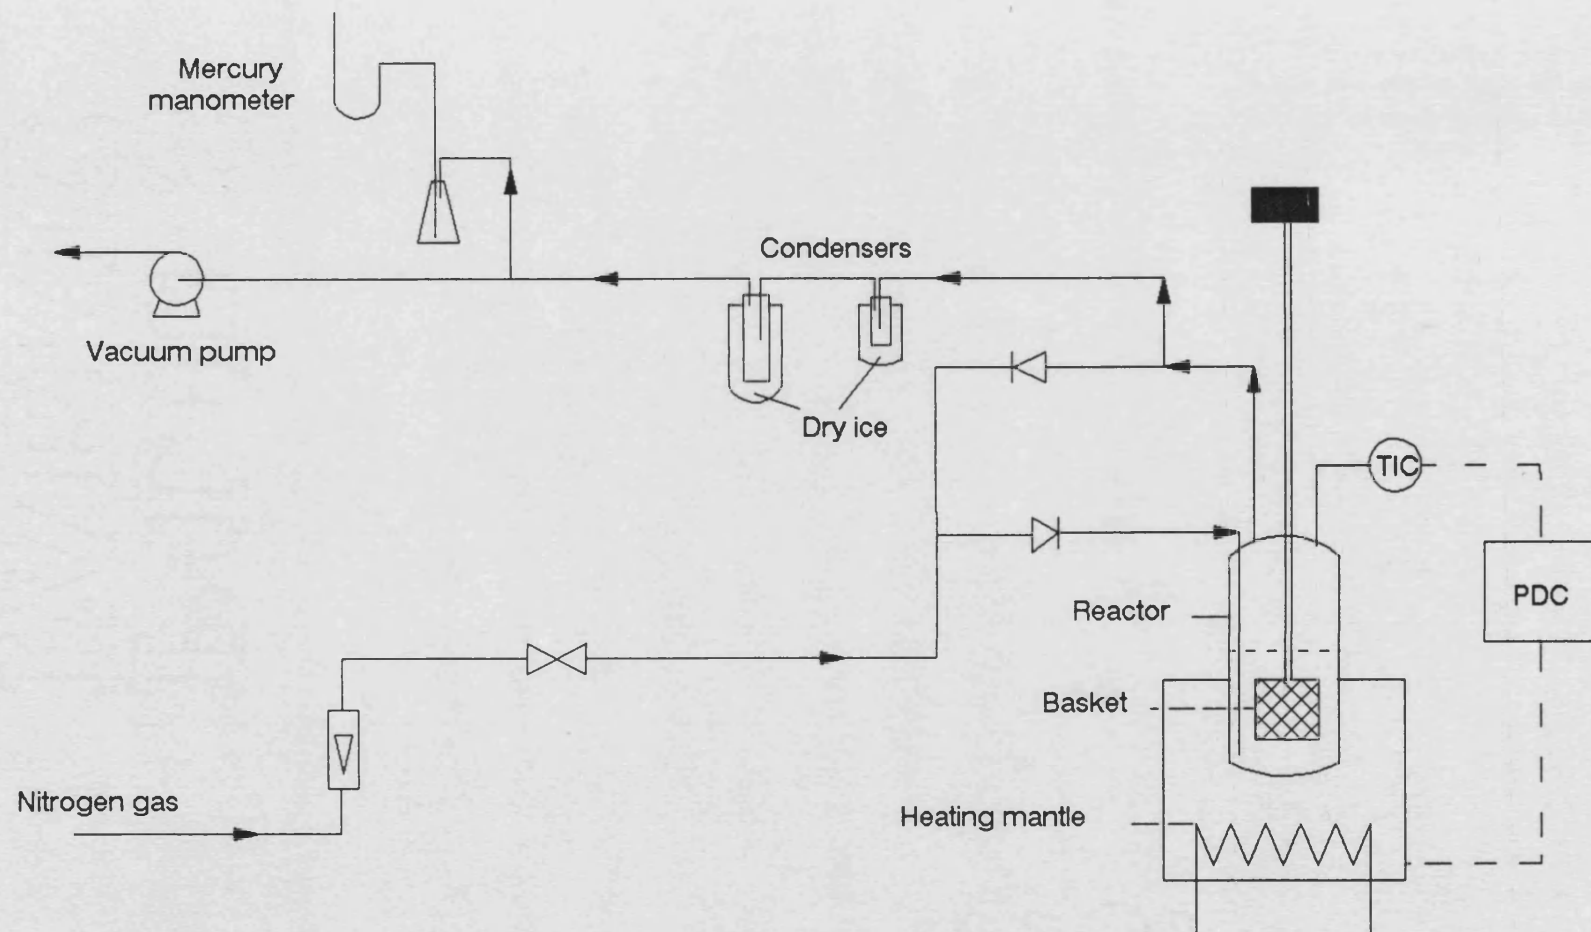 Mercury
manometer
Condensers
Vacuum pump
Dry ice
TIC
PDC
Reactor
Basket
Nitrogen gas
Heating mantle